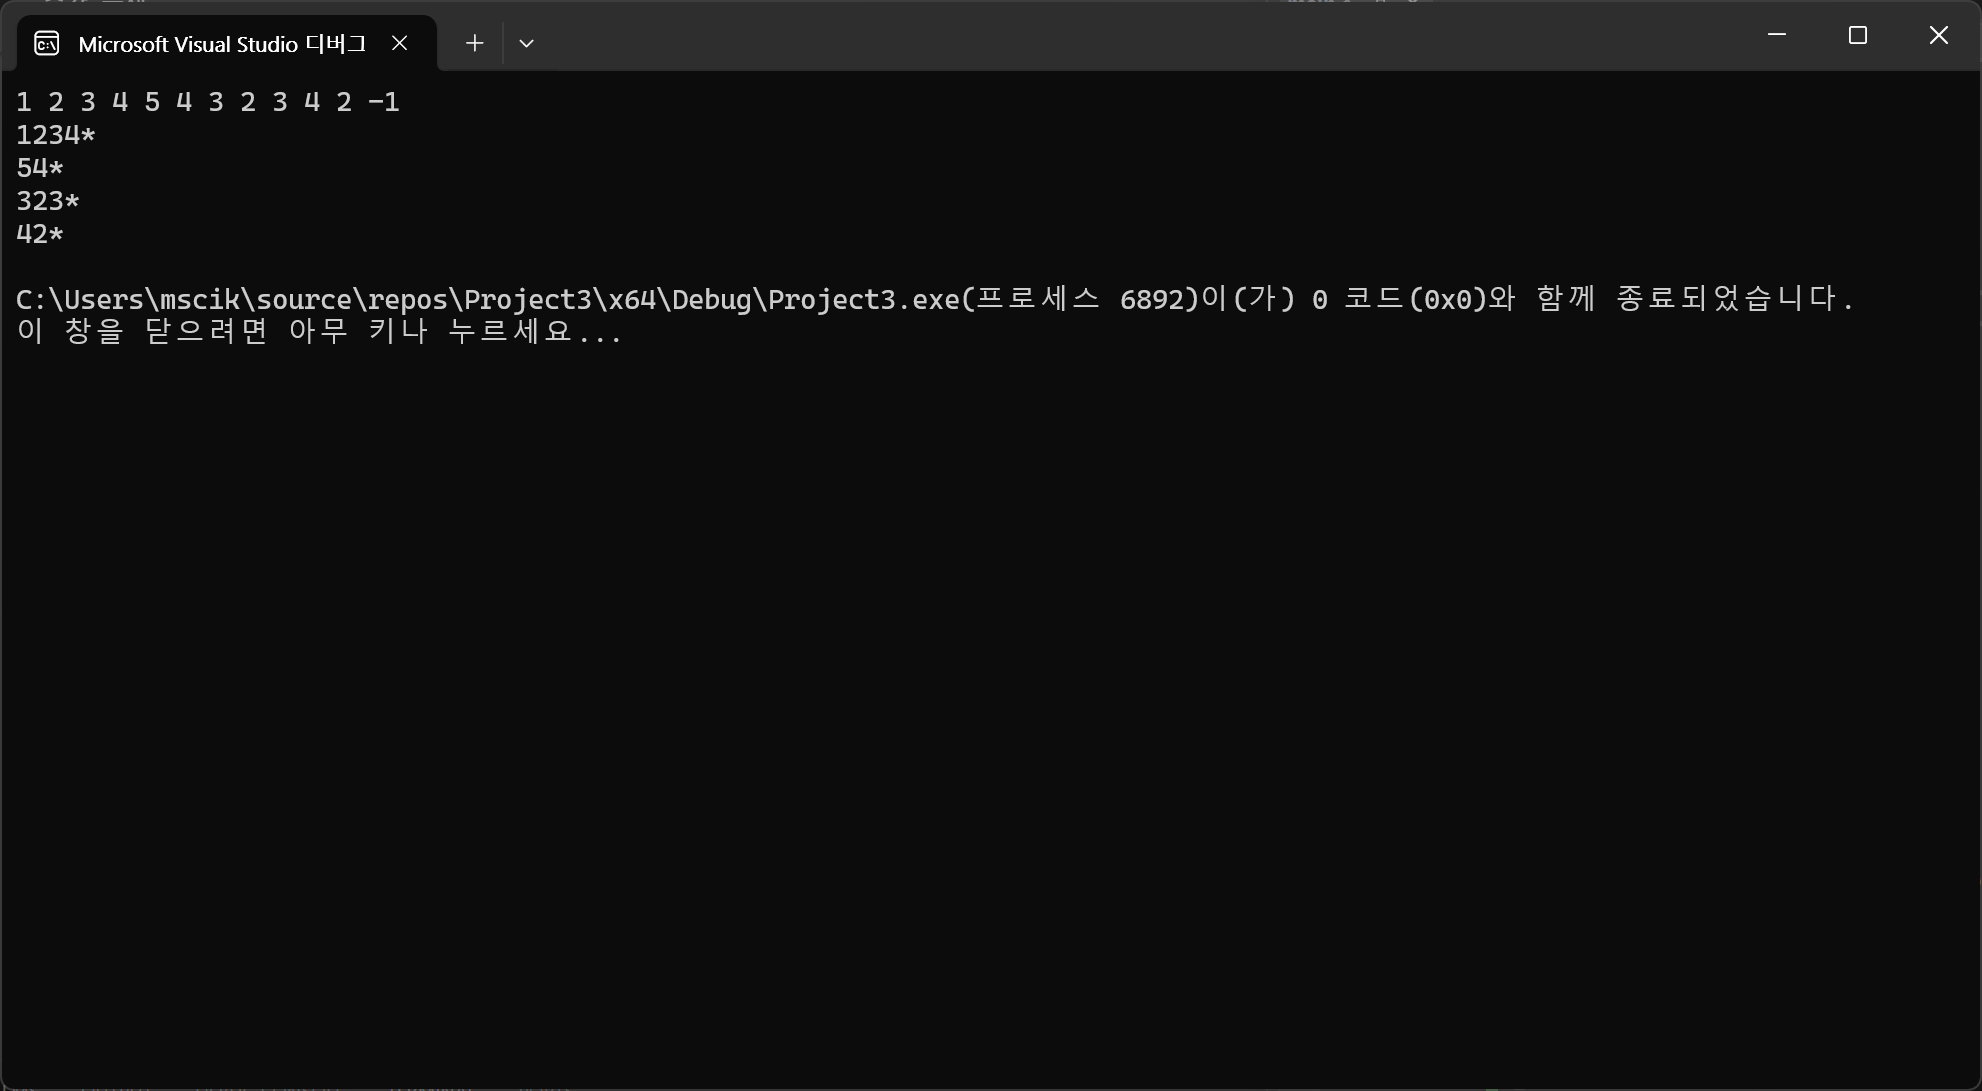 Microsoft Visual Studio 디버그
1 2 3 4 5 4 3 2 3 4 2 -1
1234*
54*
323*
42*
C:\Users\mscik\source\repos\Project3\x64\Debug\Project3.exe(프로세스 6892)이(가) 0 코드(0x0)와 함께 종료되었습니다.
이 창을 닫으려면 아무 키나 누르세요...